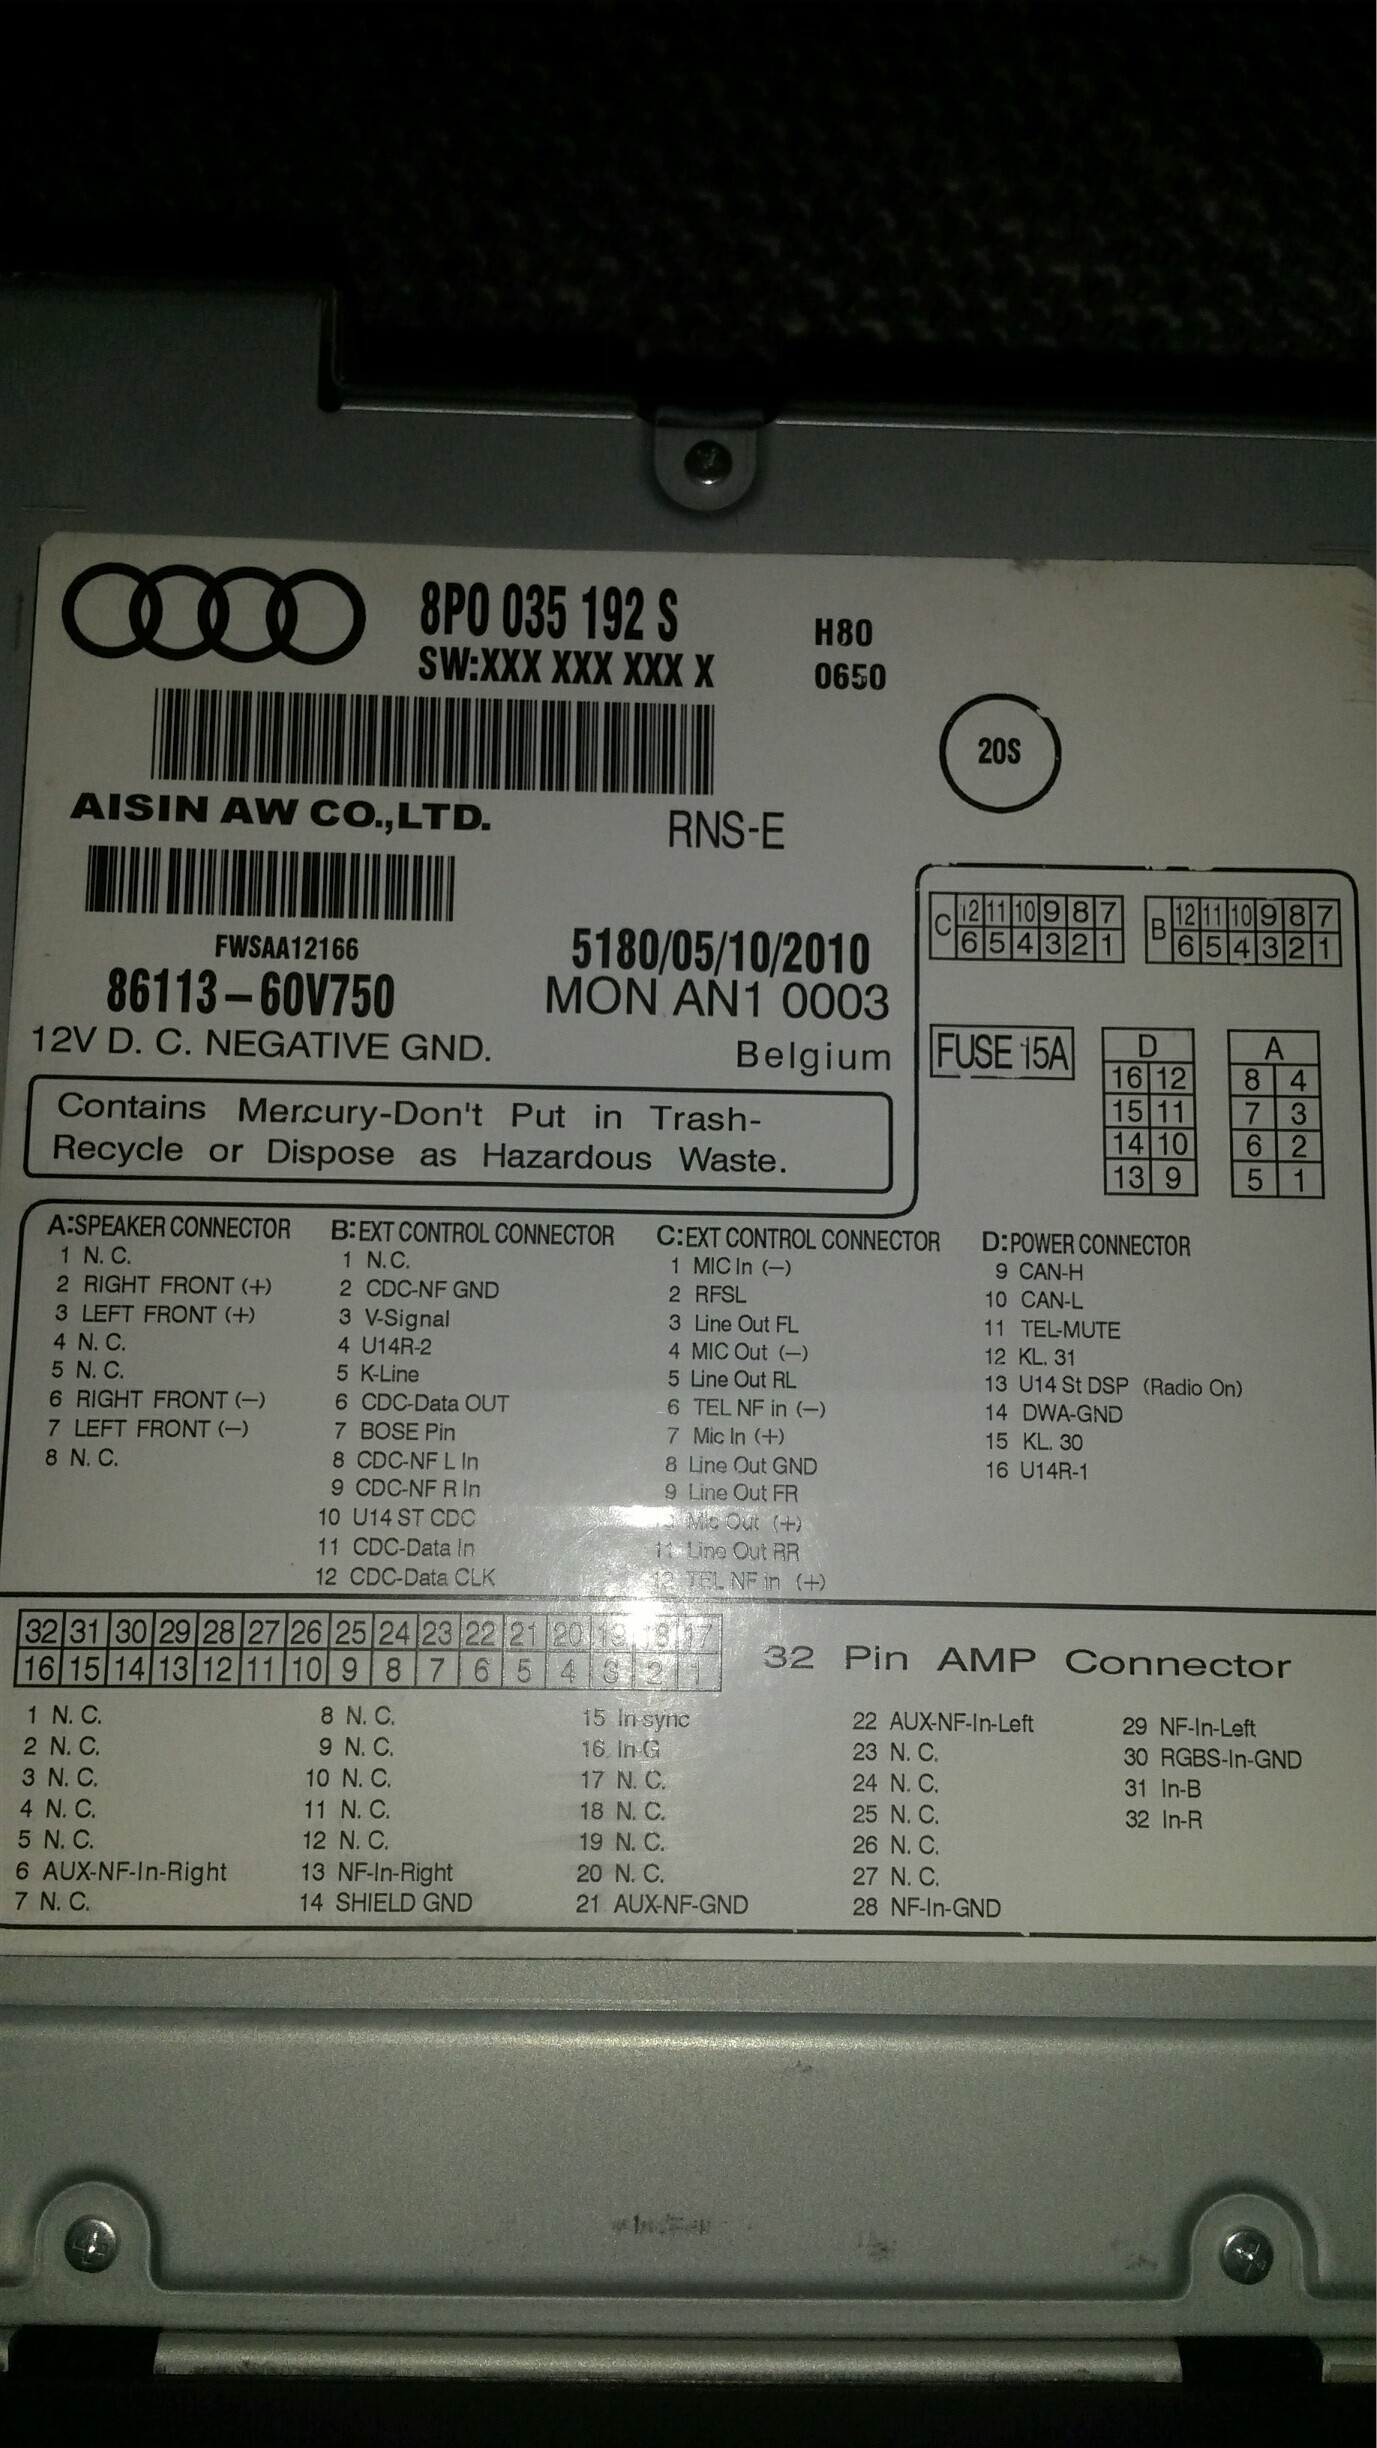 8P0 035 192 S
SW:XXX XXX XXX X
H80
0650
20S
AISIN AW CO.,LTD.
RNS-E
FWSAA12166
86113-60V750
5180/05/10/2010
MON AN1 0003
12V D. C. NEGATIVE GND.
Belgium
Contains Mercury-Don't Put in Trash-
Recycle or Dispose as Hazardous Waste.
C 12 11 10 9 8 7
6 5 4 3 2 1
B 12 11 10 9 8 7
6 5 4 3 2 1
FUSE 15A
D
16 12
15 11
14 10
13 9
A
8 4
7 3
6 2
5 1
A:SPEAKER CONNECTOR
1 N. C.
2 RIGHT FRONT (+)
3 LEFT FRONT (+)
4 N. C.
5 N. C.
6 RIGHT FRONT (−)
7 LEFT FRONT (−)
8 N. C.
B:EXT CONTROL CONNECTOR
1 N.C.
2 CDC-NF GND
3 V-Signal
4 U14R-2
5 K-Line
6 CDC-Data OUT
7 BOSE Pin
8 CDC-NF L In
9 CDC-NF R In
10 U14 ST CDC
11 CDC-Data In
12 CDC-Data CLK
C:EXT CONTROL CONNECTOR
1 MIC In (−)
2 RFSL
3 Line Out FL
4 MIC Out (−)
5 Line Out RL
6 TEL NF in (−)
7 Mic In (+)
8 Line Out GND
9 Line Out FR
10 Mic Out (+)
11 Line Out RR
12 TEL NF in (+)
D:POWER CONNECTOR
9 CAN-H
10 CAN-L
11 TEL-MUTE
12 KL. 31
13 U14 St DSP (Radio On)
14 DWA-GND
15 KL. 30
16 U14R-1
32 31 30 29 28 27 26 25 24 23 22 21 20 19 18 17
16 15 14 13 12 11 10 9 8 7 6 5 4 3 2 1
32 Pin AMP Connector
1 N. C.
2 N. C.
3 N. C.
4 N. C.
5 N. C.
6 AUX-NF-In-Right
7 N. C.
8 N. C.
9 N. C.
10 N. C.
11 N. C.
12 N. C.
13 NF-In-Right
14 SHIELD GND
15 In-sync
16 In-G
17 N. C.
18 N. C.
19 N. C.
20 N. C.
21 AUX-NF-GND
22 AUX-NF-In-Left
23 N. C.
24 N. C.
25 N. C.
26 N. C.
27 N. C.
28 NF-In-GND
29 NF-In-Left
30 RGBS-In-GND
31 In-B
32 In-R